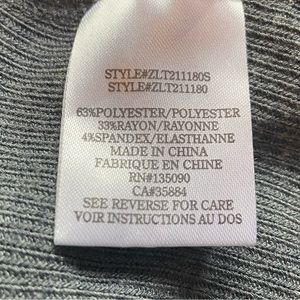 STYLE#ZLT211180S
STYLE#ZLT211180
63%POLYESTER/POLYESTER
33%RAYON/RAYONNE
4%SPANDEX/ELASTHANNE
MADE IN CHINA
FABRIQUE EN CHINE
RN#135090
CA#35884
SEE REVERSE FOR CARE
VOIR INSTRUCTIONS AU DOS